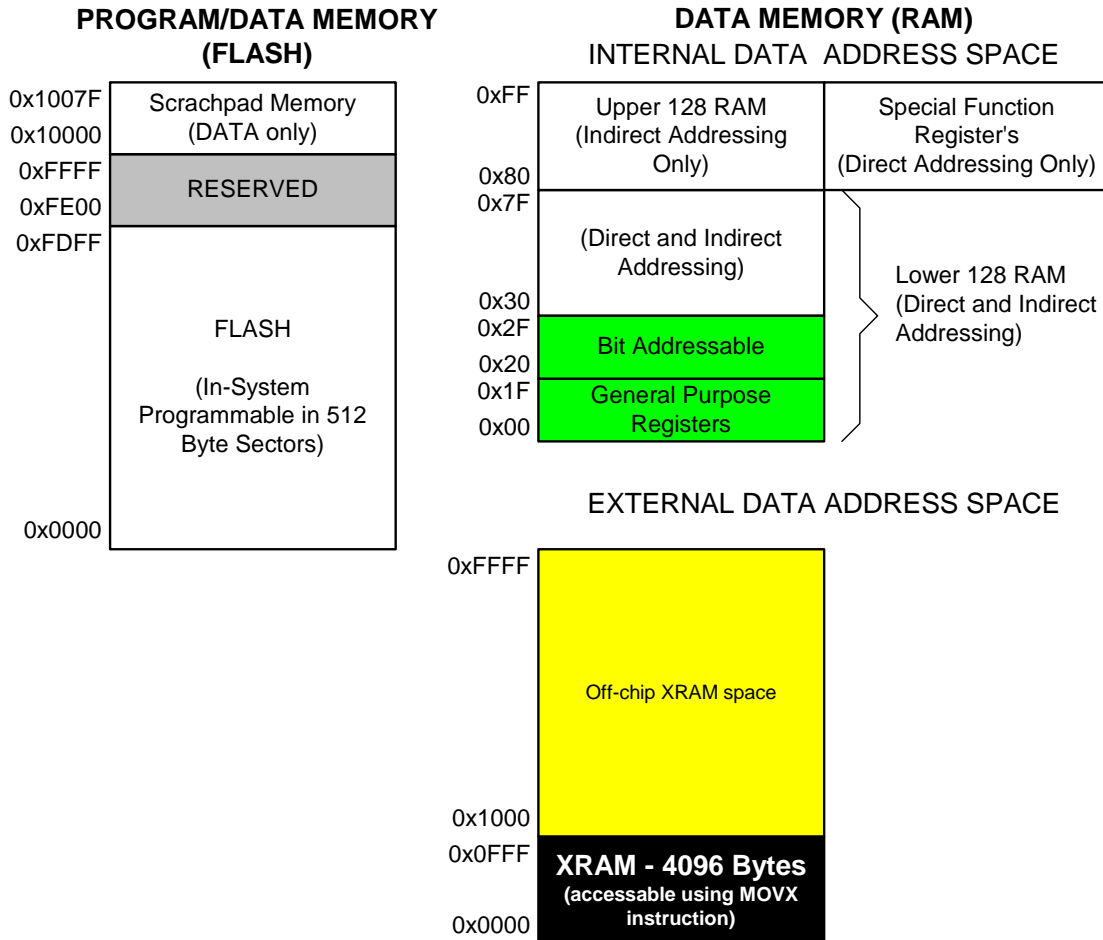 PROGRAM/DATA MEMORY
(FLASH)
0x1007F
0x10000
Scrachpad Memory
(DATA only)
0xFFFF
0xFE00
RESERVED
0xFDFF
FLASH
(In-System
Programmable in 512
Byte Sectors)
0x0000
DATA MEMORY (RAM)
INTERNAL DATA ADDRESS SPACE
0xFF
0x80
Upper 128 RAM
(Indirect Addressing
Only)
Special Function
Register's
(Direct Addressing Only)
0x7F
(Direct and Indirect
Addressing)
0x30
0x2F
Bit Addressable
0x20
0x1F
General Purpose
Registers
0x00
Lower 128 RAM
(Direct and Indirect
Addressing)
EXTERNAL DATA ADDRESS SPACE
0xFFFF
Off-chip XRAM space
0x1000
0x0FFF
XRAM - 4096 Bytes
(accessable using MOVX
instruction)
0x0000